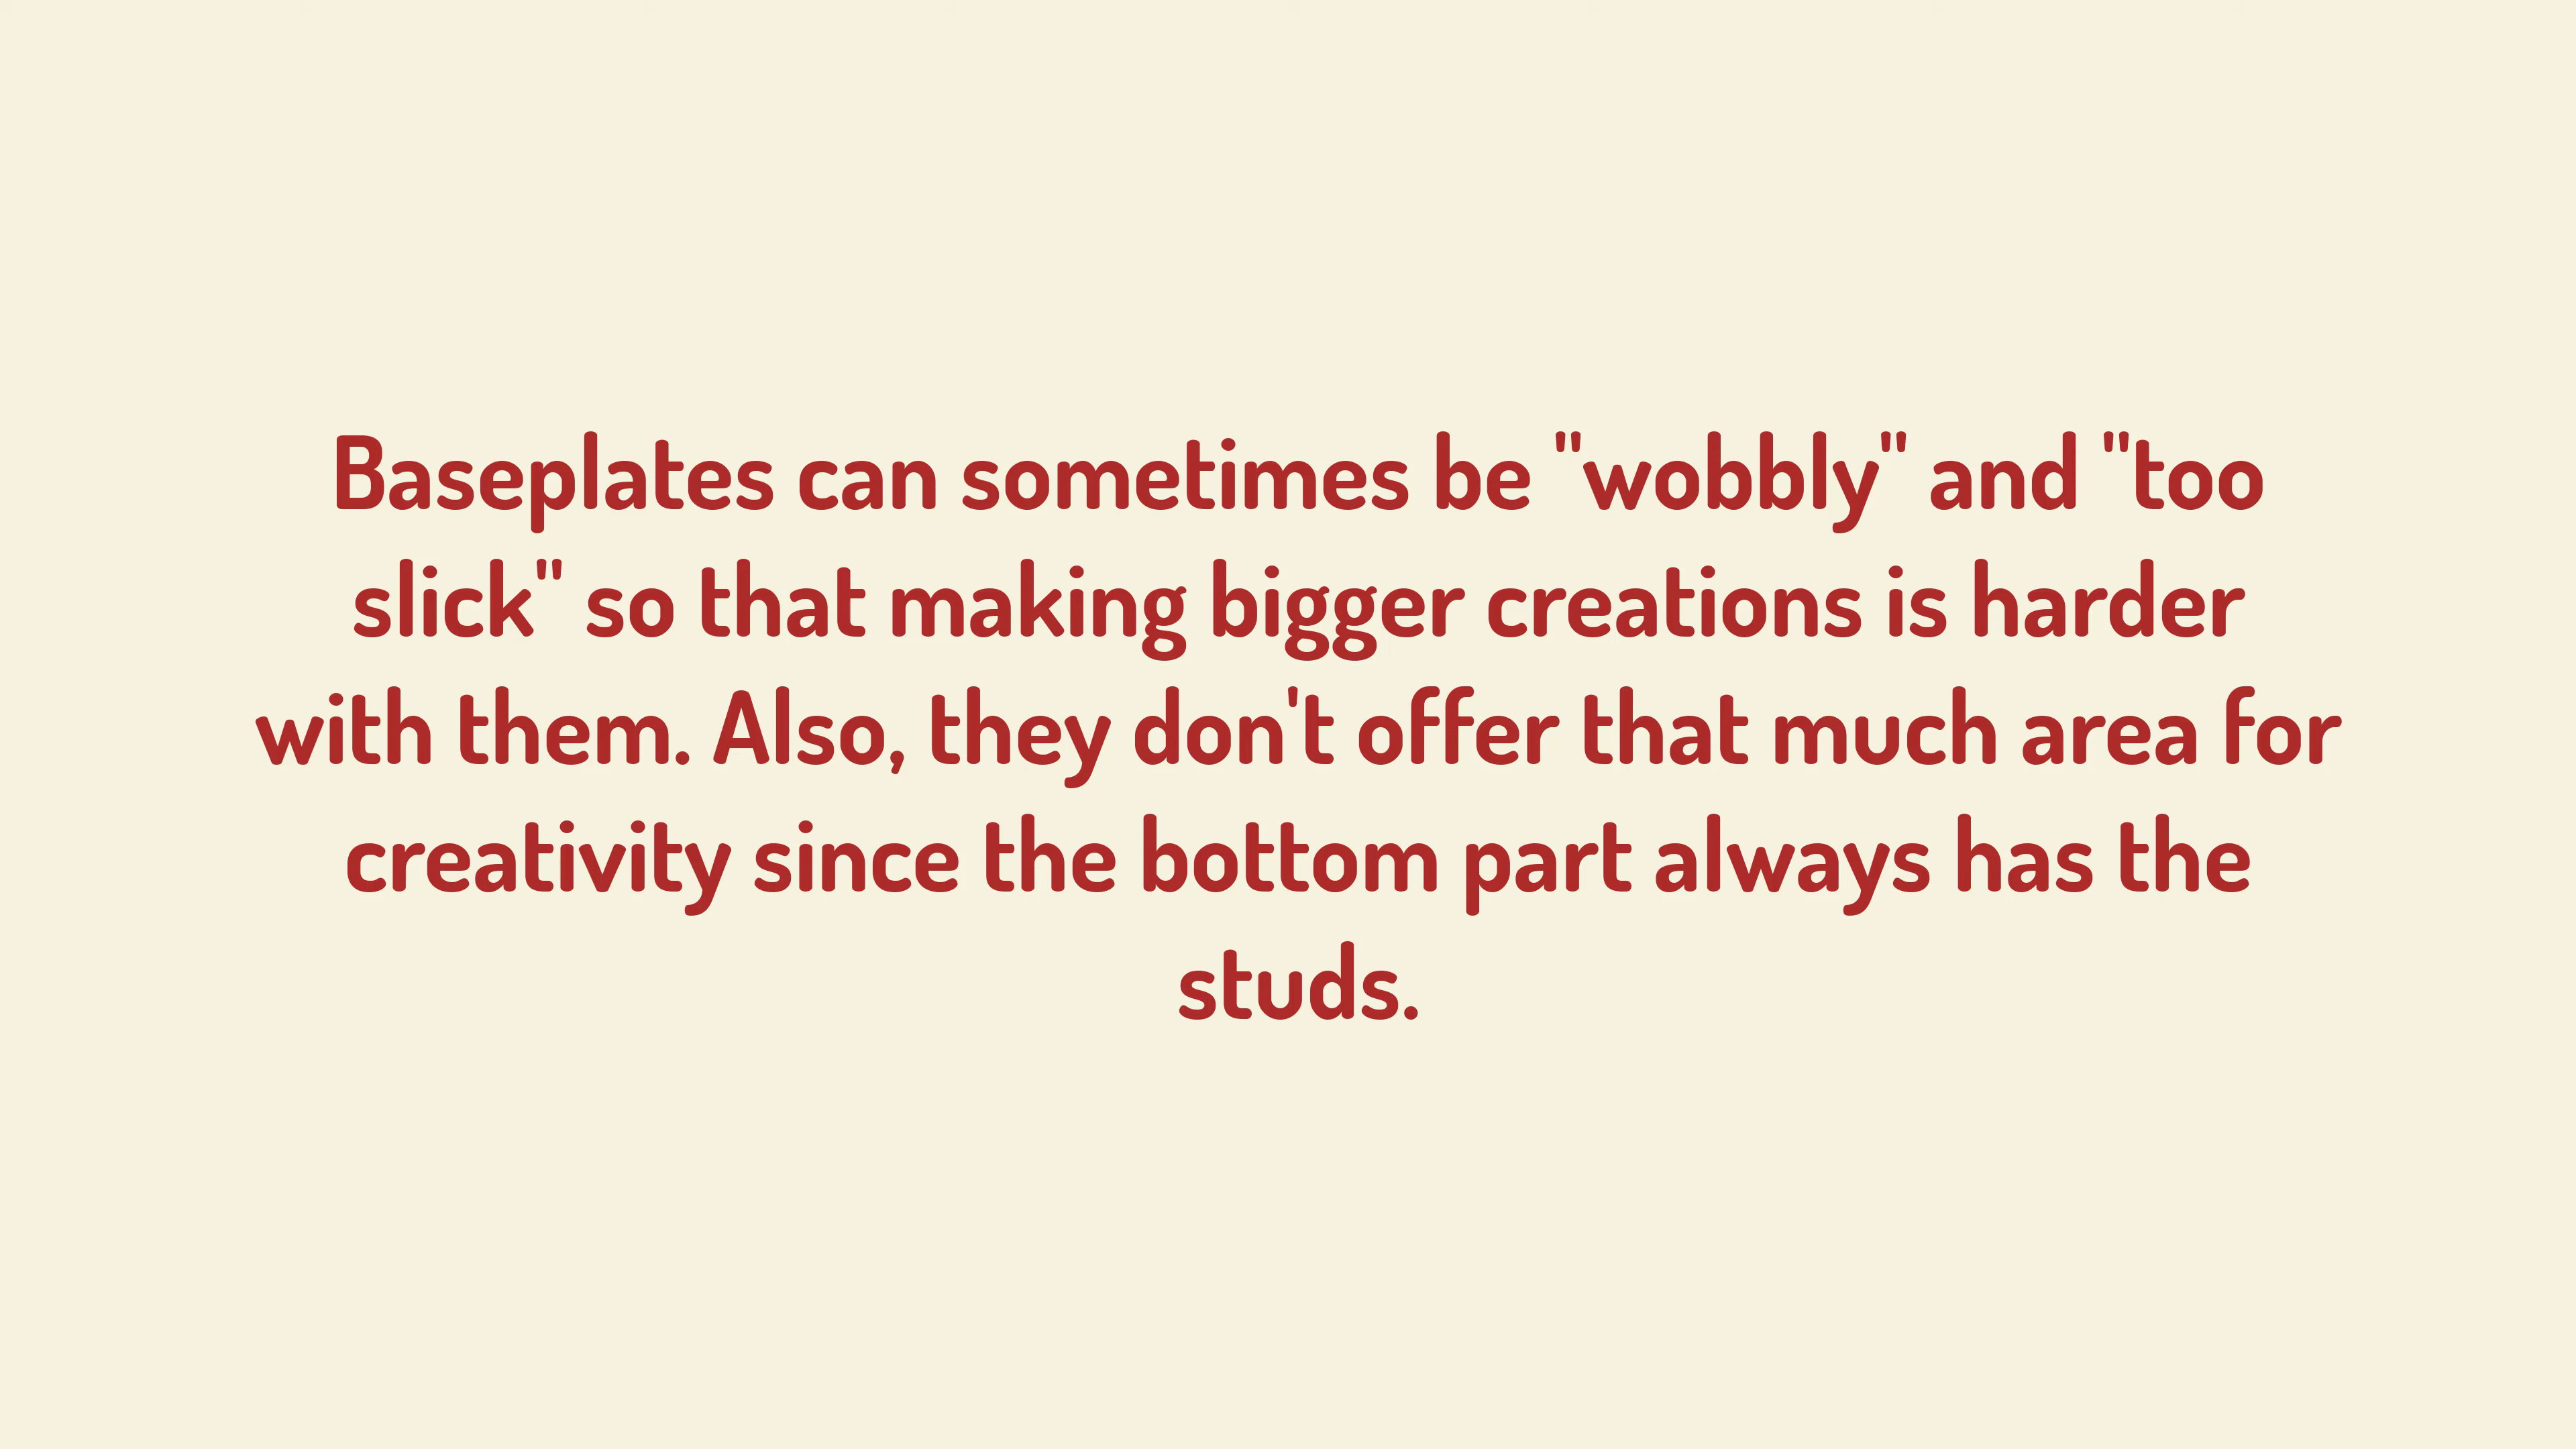 Baseplates can sometimes be "wobbly" and "too
slick" so that making bigger creations is harder
with them. Also, they don't offer that much area for
creativity since the bottom part always has the
studs.